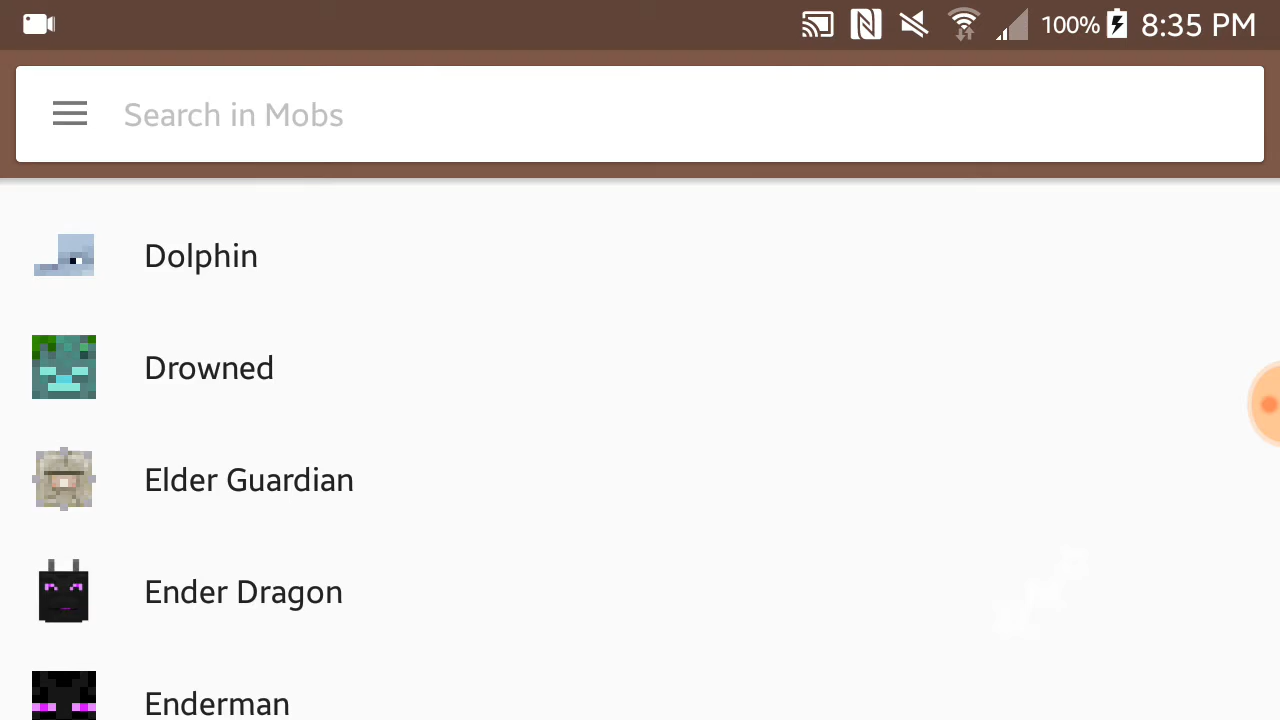 100% 8:35 PM
Search in Mobs
Dolphin
Drowned
Elder Guardian
Ender Dragon
Enderman